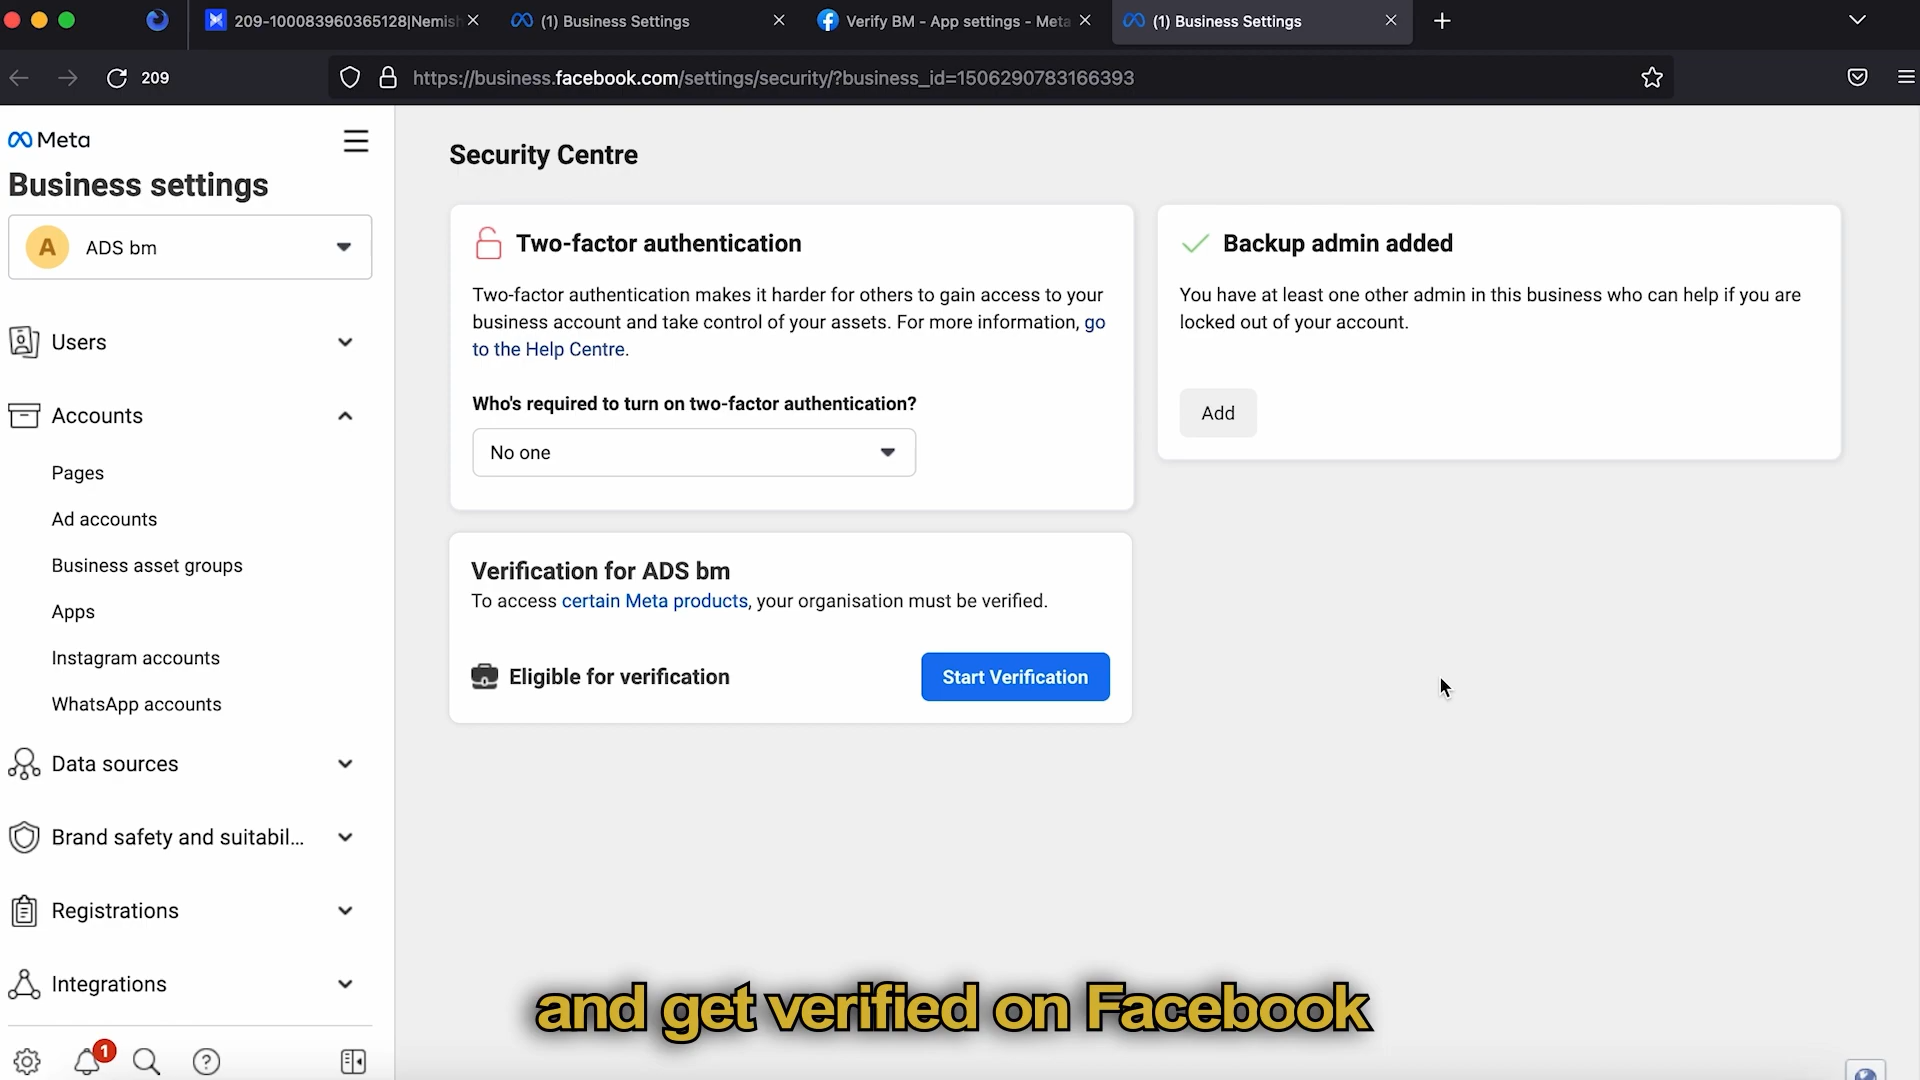 209-100083960365128|Nemish
(1) Business Settings
Verify BM - App settings - Meta
(1) Business Settings
209
https://business.facebook.com/settings/security/?business_id=1506290783166393
Meta
Business settings
A
ADS bm
Users
Accounts
Pages
Ad accounts
Business asset groups
Apps
Instagram accounts
WhatsApp accounts
Data sources
Brand safety and suitabil...
Registrations
Integrations
1
Security Centre
Two-factor authentication
Two-factor authentication makes it harder for others to gain access to your
business account and take control of your assets. For more information, go
to the Help Centre.
Who's required to turn on two-factor authentication?
No one
Backup admin added
You have at least one other admin in this business who can help if you are
locked out of your account.
Add
Verification for ADS bm
To access certain Meta products, your organisation must be verified.
Eligible for verification
Start Verification
and get verified on Facebook